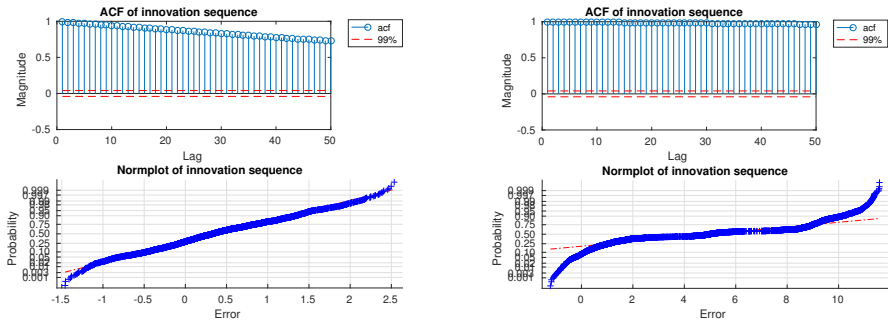 ACF of innovation sequence
1
0.5
0
-0.5
Magnitude
0 10 20 30 40 50
Lag
acf
99%
Normplot of innovation sequence
0.999
0.997
0.99
0.98
0.95
0.90
0.75
0.50
0.25
0.10
0.05
0.02
0.01
0.003
0.001
Probability
-1.5 -1 -0.5 0 0.5 1 1.5 2 2.5
Error
ACF of innovation sequence
1
0.5
0
-0.5
Magnitude
0 10 20 30 40 50
Lag
acf
99%
Normplot of innovation sequence
0.999
0.997
0.99
0.98
0.95
0.90
0.75
0.50
0.25
0.10
0.05
0.02
0.01
0.003
0.001
Probability
0 2 4 6 8 10
Error